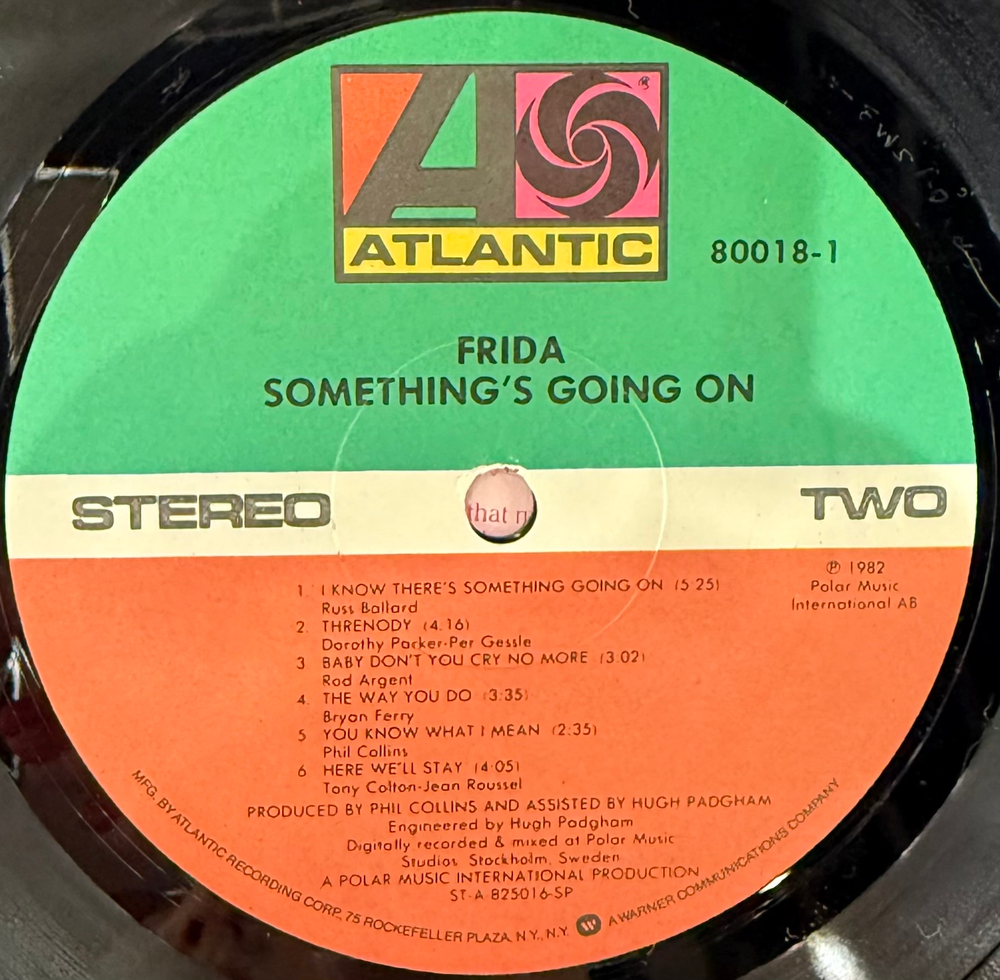 ATLANTIC
®
80018-1
FRIDA
SOMETHING'S GOING ON
STEREO
TWO
that
℗ 1982
Polar Music
International AB
1. I KNOW THERE'S SOMETHING GOING ON (5:25)
Russ Ballard
2. THRENODY (4:16)
Dorothy Parker-Per Gessle
3 BABY DON'T YOU CRY NO MORE (3:02)
Rod Argent
4. THE WAY YOU DO (3:35)
Bryan Ferry
5 YOU KNOW WHAT I MEAN (2:35)
Phil Collins
6 HERE WE'LL STAY (4:05)
Tony Colton-Jean Roussel
PRODUCED BY PHIL COLLINS AND ASSISTED BY HUGH PADGHAM
Engineered by Hugh Padgham
Digitally recorded & mixed at Polar Music
Studios Stockholm, Sweden
A POLAR MUSIC INTERNATIONAL PRODUCTION
ST-A-825016-SP
MFG. BY ATLANTIC RECORDING CORP., 75 ROCKEFELLER PLAZA, N.Y., N.Y. W A WARNER COMMUNICATIONS COMPANY